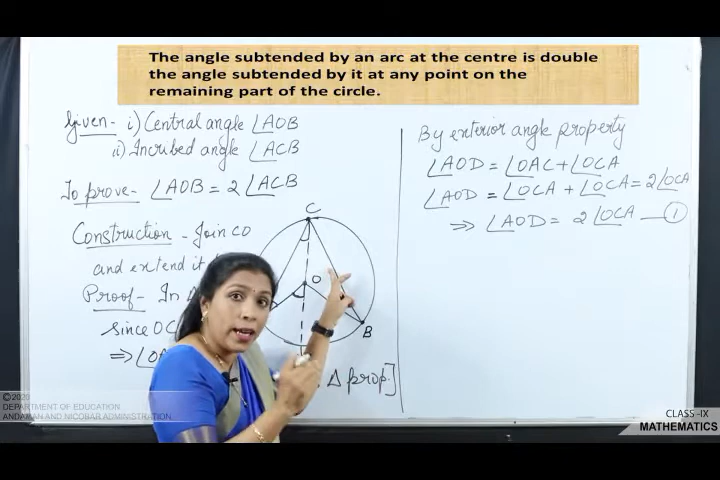 The angle subtended by an arc at the centre is double
the angle subtended by it at any point on the
remaining part of the circle.
Given- i) Central angle ∠AOB
ii) Incribed angle ∠ACB
To prove- ∠AOB = 2 ∠ACB
Construction - Join CO
and extend it
Proof- In
since OC
⇒ ∠OA
Δ prop.]
C
O
B
By exterior angle property
∠AOD = ∠OAC + ∠OCA
∠AOD = ∠OCA + ∠OCA = 2∠OCA
⇒ ∠AOD = 2 ∠OCA — ①
©2020
DEPARTMENT OF EDUCATION
ANDAMAN AND NICOBAR ADMINISTRATION
CLASS -IX
MATHEMATICS